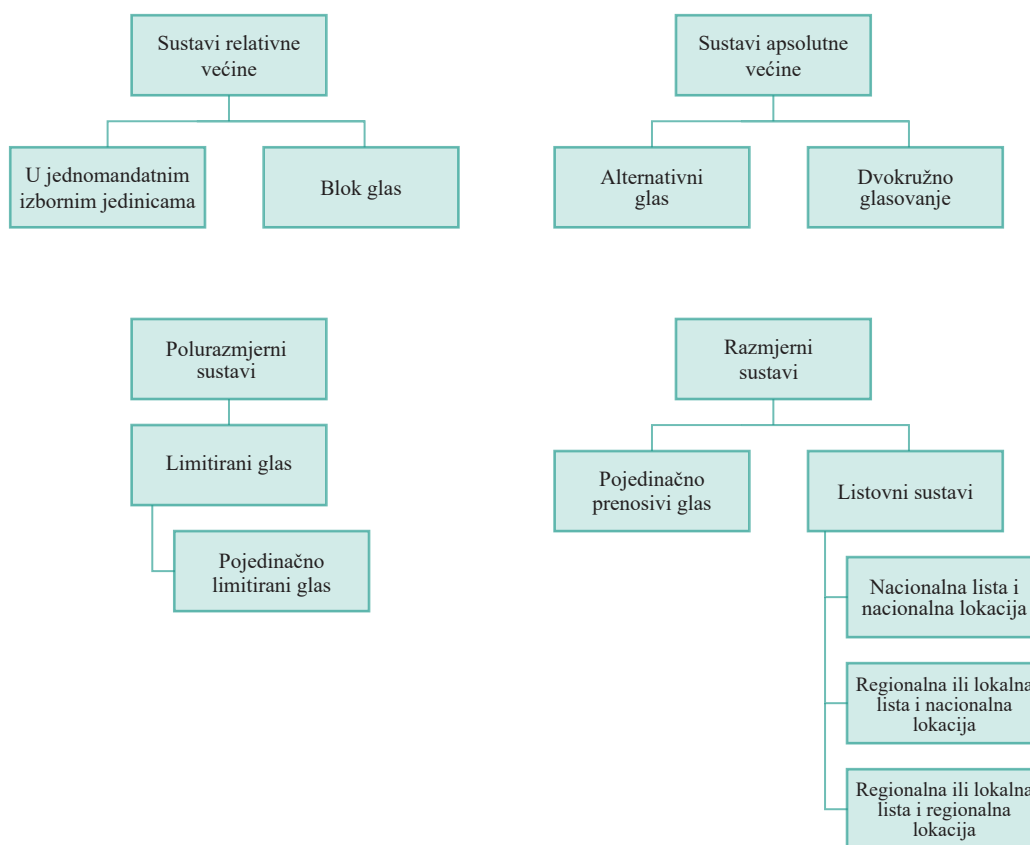 Sustavi relativne
većine
Sustavi apsolutne
većine
U jednomandatnim
izbornim jedinicama
Blok glas
Alternativni
glas
Dvokružno
glasovanje
Polurazmjerni
sustavi
Razmjerni
sustavi
Limitirani glas
Pojedinačno
prenosivi glas
Listovni sustavi
Pojedinačno
limitirani glas
Nacionalna lista i
nacionalna lokacija
Regionalna ili lokalna
lista i nacionalna
lokacija
Regionalna ili lokalna
lista i regionalna
lokacija